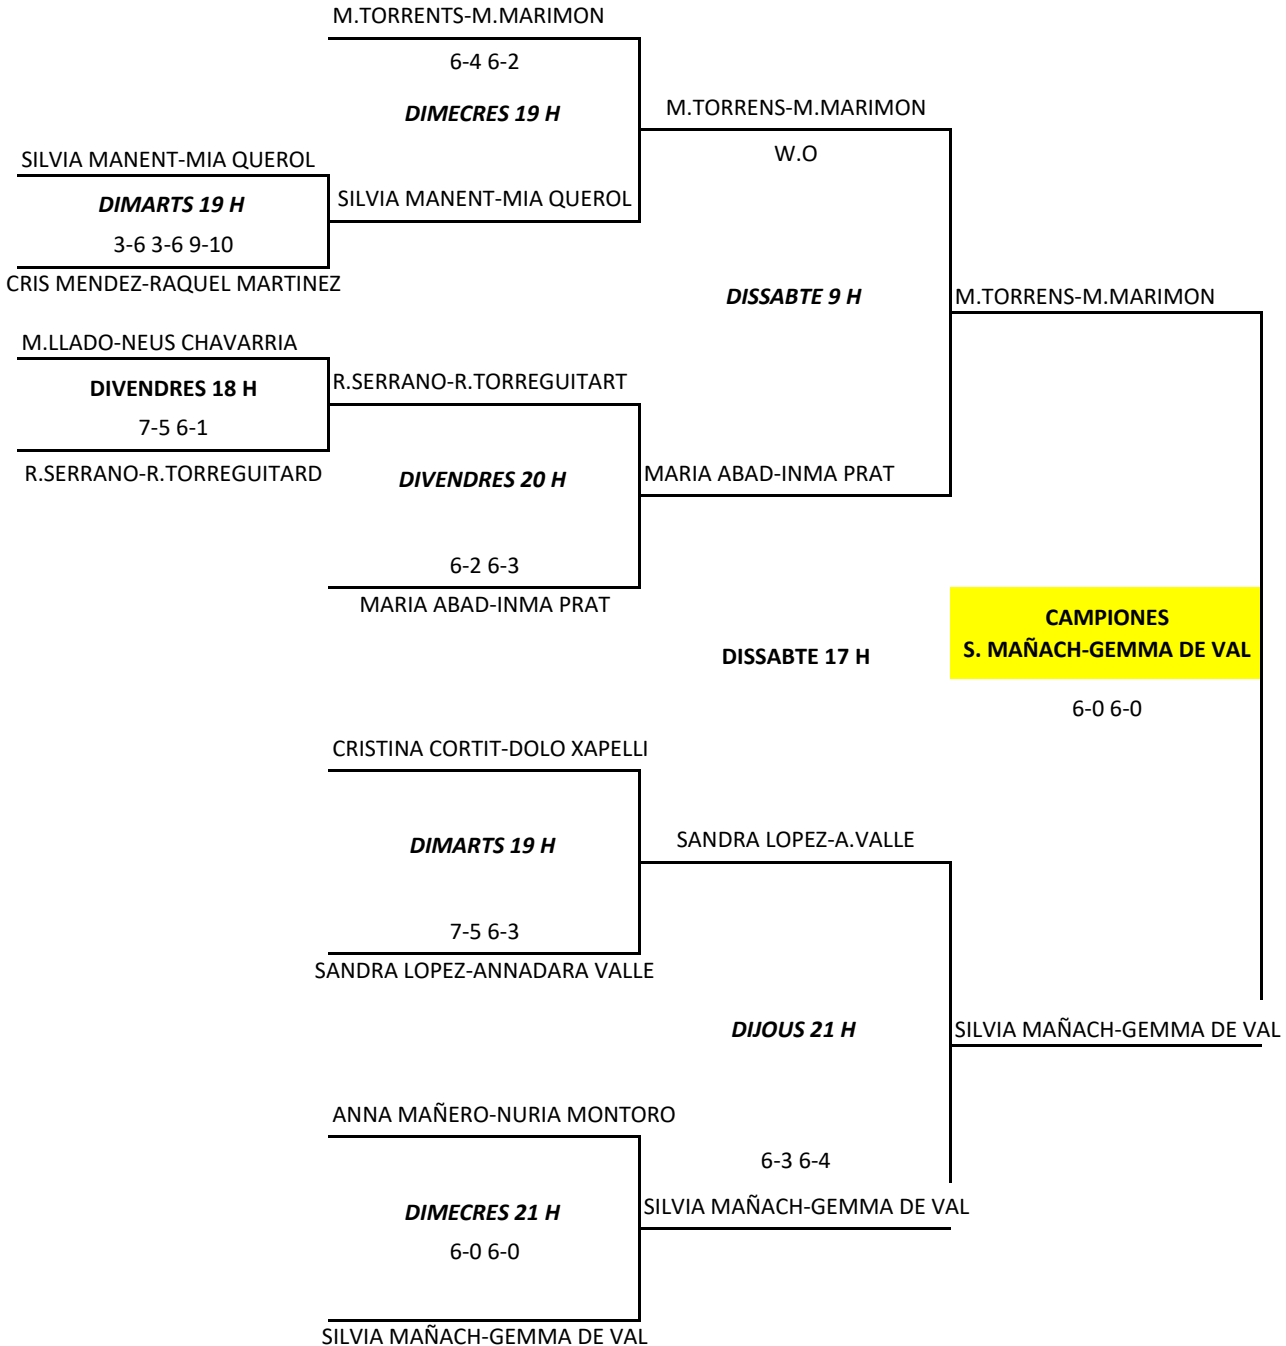 M.TORRENTS-M.MARIMON
6-4 6-2
DIMECRES 19 H
M.TORRENS-M.MARIMON
W.O
SILVIA MANENT-MIA QUEROL
DIMARTS 19 H
SILVIA MANENT-MIA QUEROL
3-6 3-6 9-10
CRIS MENDEZ-RAQUEL MARTINEZ
DISSABTE 9 H
M.TORRENS-M.MARIMON
M.LLADO-NEUS CHAVARRIA
DIVENDRES 18 H
R.SERRANO-R.TORREGUITART
7-5 6-1
R.SERRANO-R.TORREGUITARD
DIVENDRES 20 H
MARIA ABAD-INMA PRAT
6-2 6-3
MARIA ABAD-INMA PRAT
CAMPIONES
S. MAÑACH-GEMMA DE VAL
DISSABTE 17 H
6-0 6-0
CRISTINA CORTIT-DOLO XAPELLI
DIMARTS 19 H
SANDRA LOPEZ-A.VALLE
7-5 6-3
SANDRA LOPEZ-ANNADARA VALLE
DIJOUS 21 H
SILVIA MAÑACH-GEMMA DE VAL
ANNA MAÑERO-NURIA MONTORO
6-3 6-4
DIMECRES 21 H
SILVIA MAÑACH-GEMMA DE VAL
6-0 6-0
SILVIA MAÑACH-GEMMA DE VAL